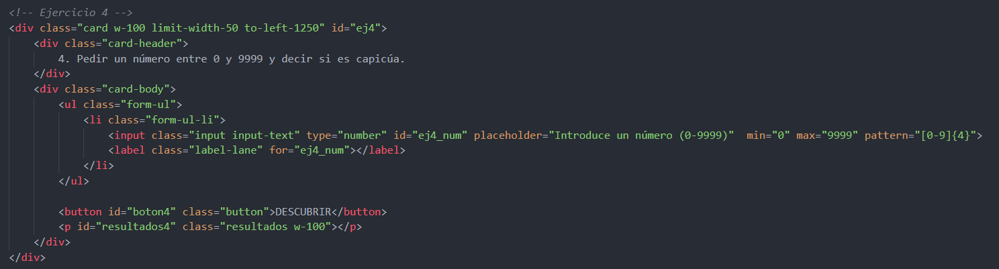 <!-- Ejercicio 4 -->
<div class="card w-100 limit-width-50 to-left-1250" id="ej4">
    <div class="card-header">
        4. Pedir un número entre 0 y 9999 y decir si es capicúa.
    </div>
    <div class="card-body">
        <ul class="form-ul">
            <li class="form-ul-li">
                <input class="input input-text" type="number" id="ej4_num" placeholder="Introduce un número (0-9999)"  min="0" max="9999" pattern="[0-9]{4}">
                <label class="label-lane" for="ej4_num"></label>
            </li>
        </ul>

        <button id="boton4" class="button">DESCUBRIR</button>
        <p id="resultados4" class="resultados w-100"></p>
    </div>
</div>